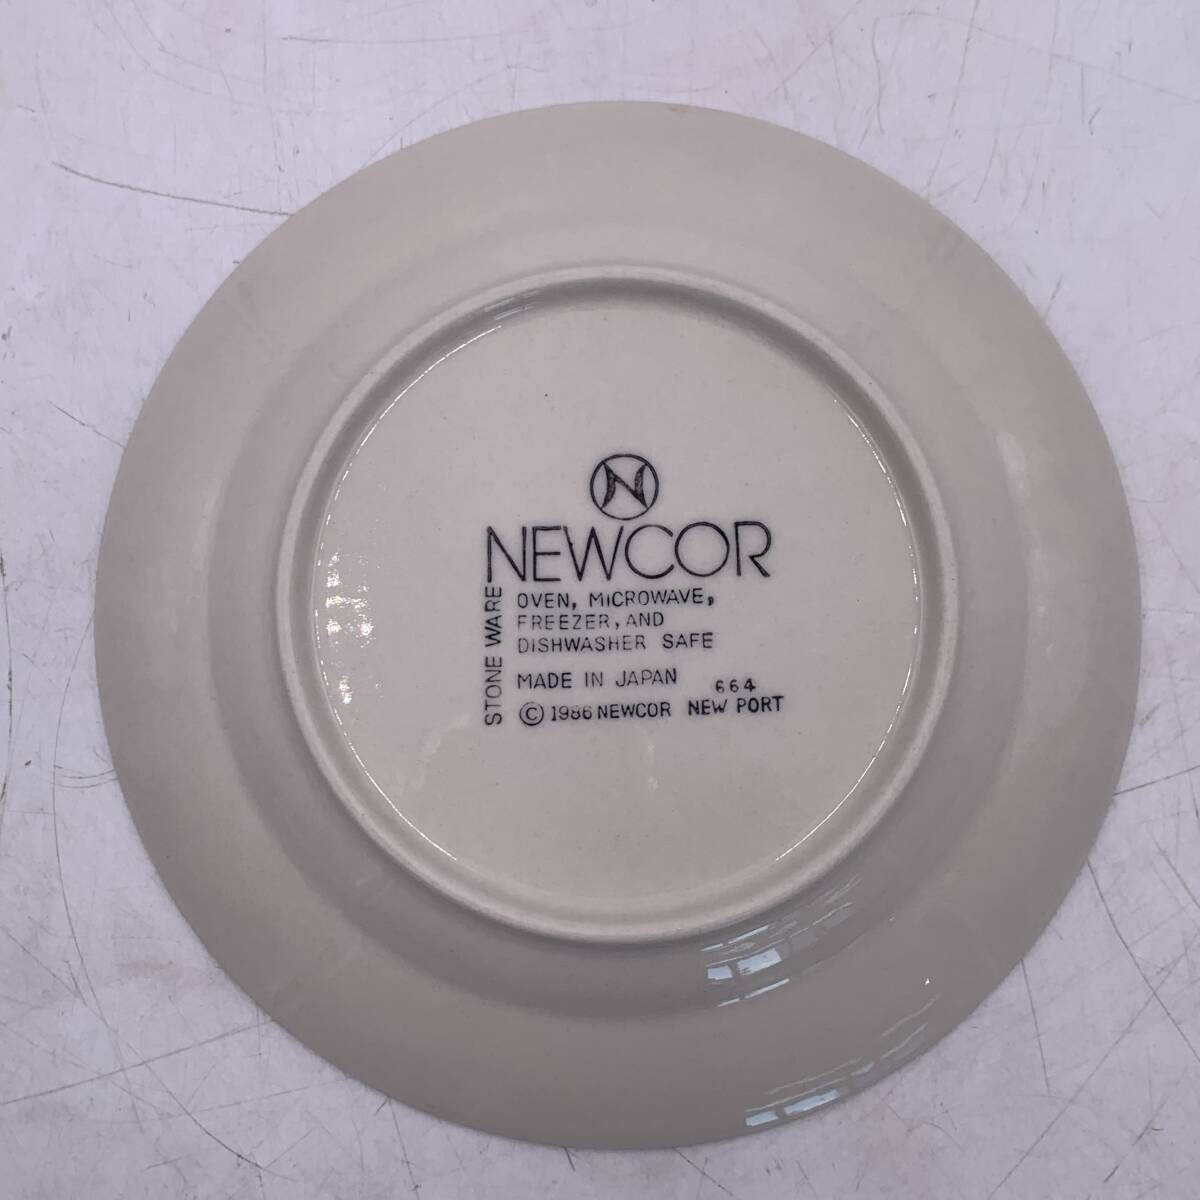 N
NEWCOR
STONE WARE
OVEN, MICROWAVE,
FREEZER, AND
DISHWASHER SAFE
MADE IN JAPAN
664
© 1986 NEWCOR NEW PORT